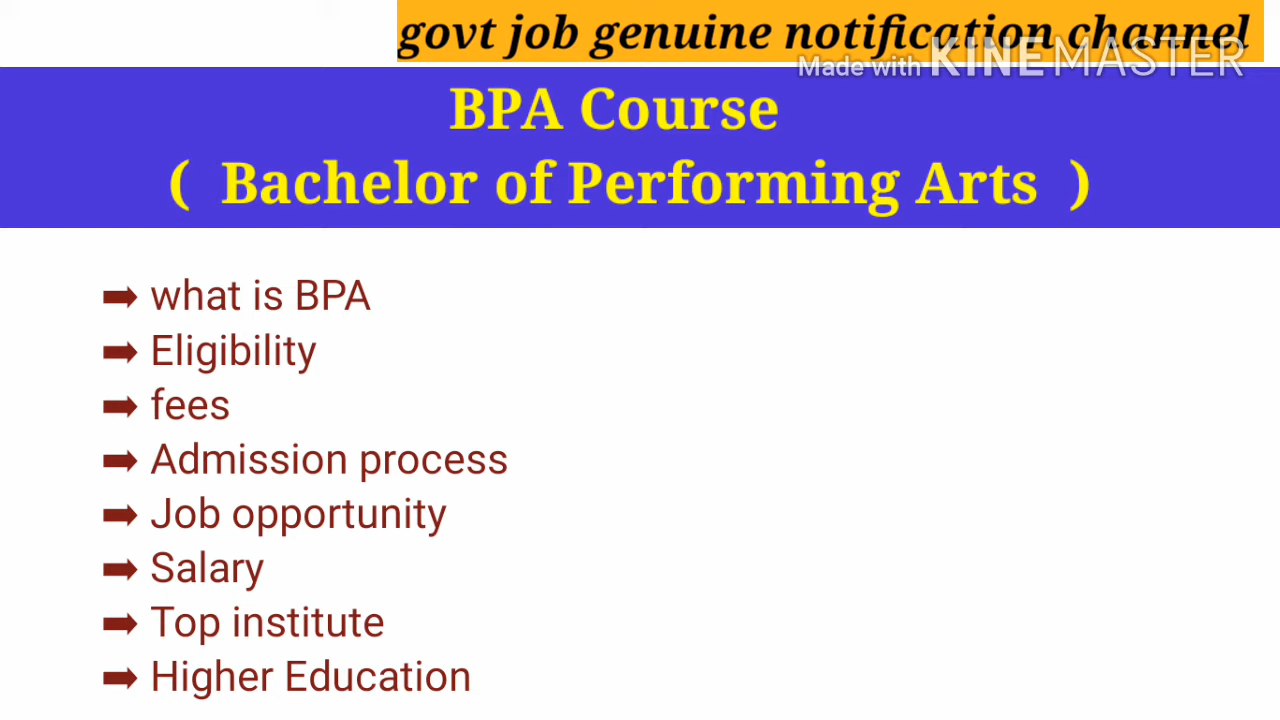 govt job genuine notification channel
Made with KINEMASTER
BPA Course
( Bachelor of Performing Arts )
➡ what is BPA
➡ Eligibility
➡ fees
➡ Admission process
➡ Job opportunity
➡ Salary
➡ Top institute
➡ Higher Education